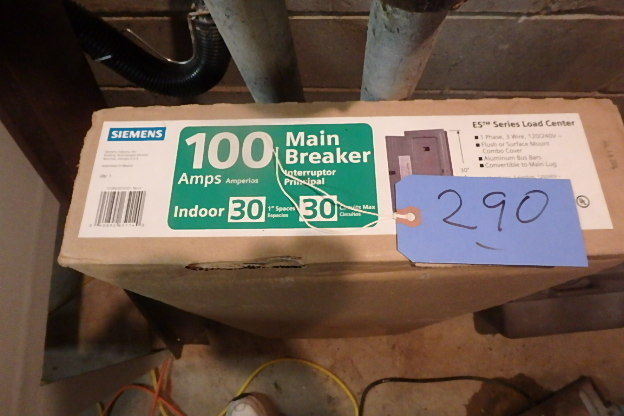 SIEMENS
100
Amps Amperios
Main
Breaker
Interruptor
Principal
Indoor 30 1" Spaces
Espacios
30 Circuits Max
Circuitos
ES™ Series Load Center
1 Phase, 3 Wire, 120/240V ~
Flush or Surface Mount
Combo Cover
Aluminum Bus Bars
Convertible to Main Lug
290